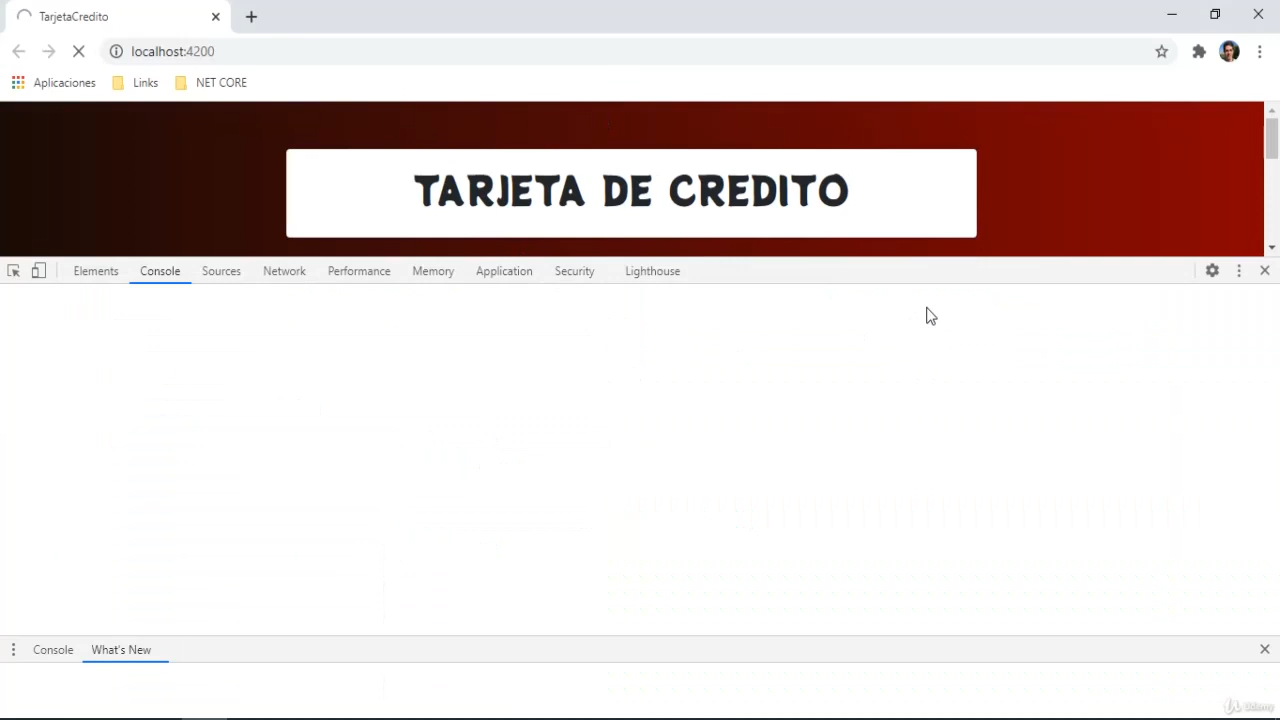 TarjetaCredito
localhost:4200
Aplicaciones Links NET CORE
TARJETA DE CREDITO
Elements Console Sources Network Performance Memory Application Security Lighthouse
Console What's New
Udemy